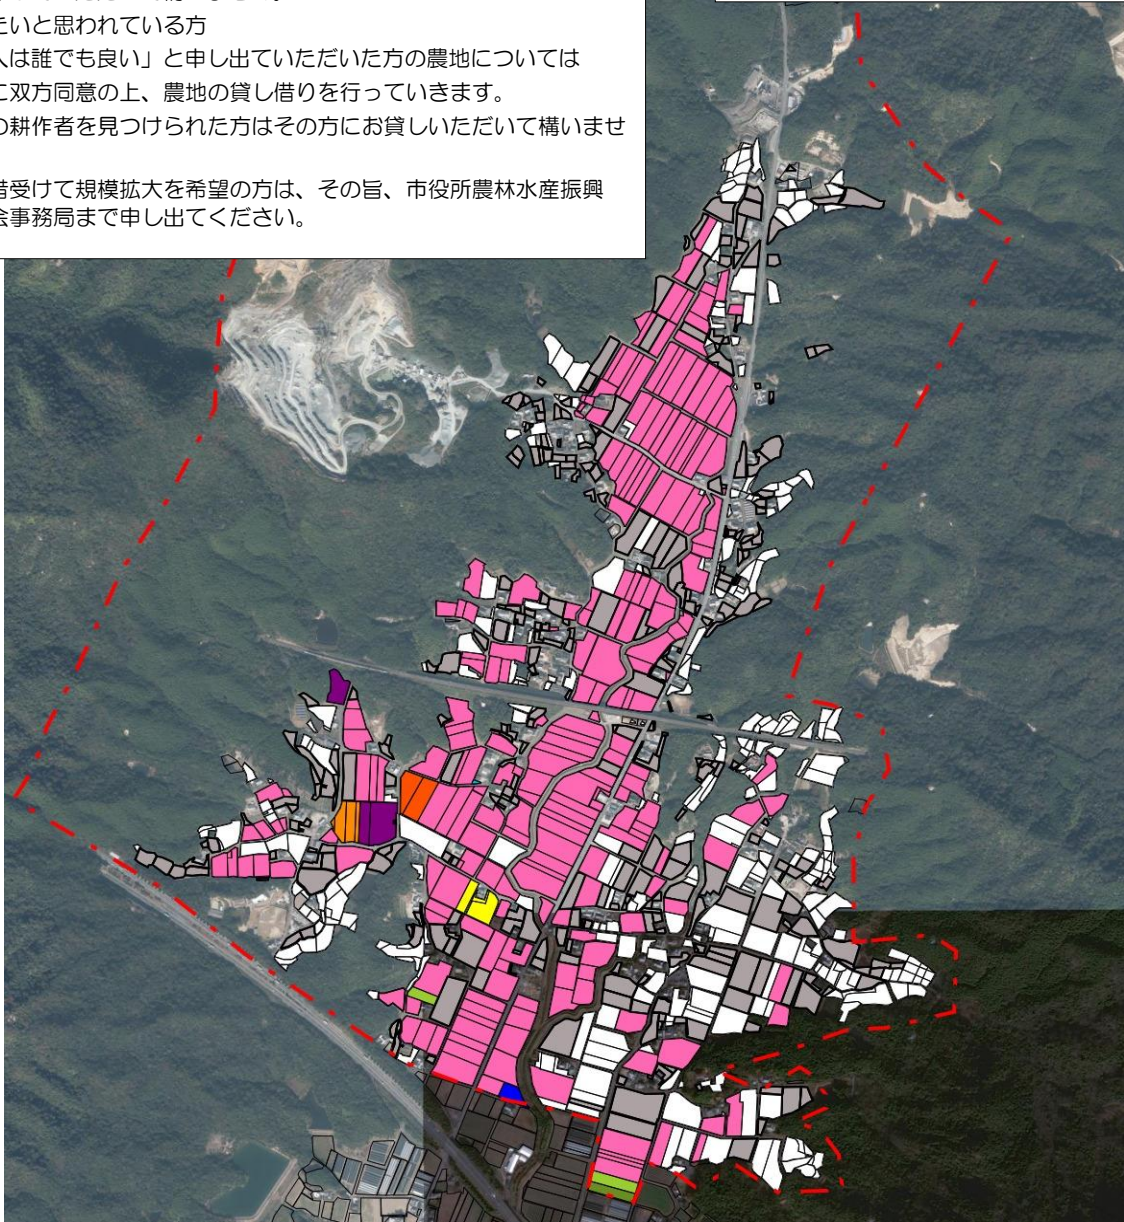 たいと思われている方
人は誰でも良い」と申し出ていただいた方の農地については
に双方同意の上、農地の貸し借りを行っていきます。
の耕作者を見つけられた方はその方にお貸しいただいて構いませ
借受けて規模拡大を希望の方は、その旨、市役所農林水産振興
会事務局まで申し出てください。